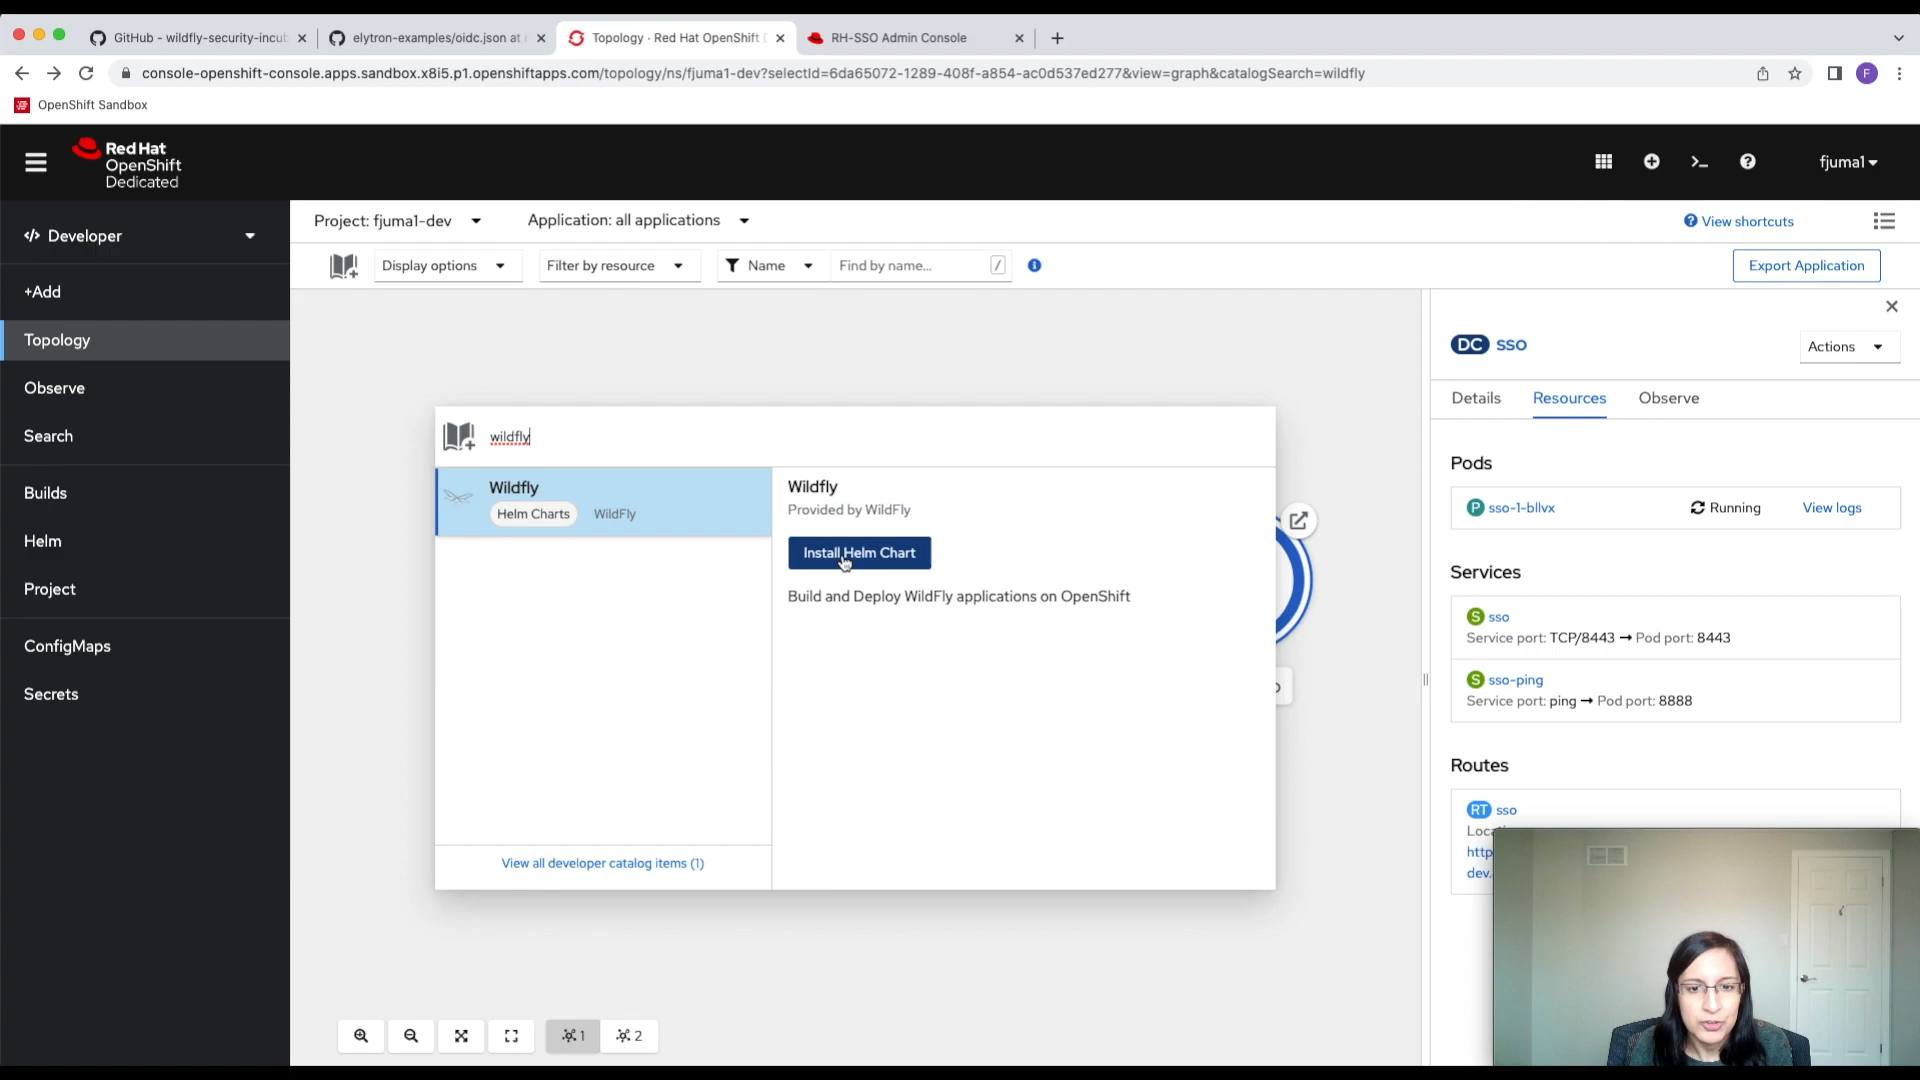 GitHub - wildfly-security-incub
elytron-examples/oidc.json at
Topology · Red Hat OpenShift
RH-SSO Admin Console
console-openshift-console.apps.sandbox.x8i5.p1.openshiftapps.com/topology/ns/fjuma1-dev?selectId=6da65072-1289-408f-a854-ac0d537ed277&view=graph&catalogSearch=wildfly
F
OpenShift Sandbox
Red Hat
OpenShift
Dedicated
fjuma1
Developer
+Add
Topology
Observe
Search
Builds
Helm
Project
ConfigMaps
Secrets
Project: fjuma1-dev
Application: all applications
View shortcuts
Display options
Filter by resource
Name
Find by name...
/
Export Application
wildfly
Wildfly
Helm Charts
WildFly
View all developer catalog items (1)
Wildfly
Provided by WildFly
Install Helm Chart
Build and Deploy WildFly applications on OpenShift
1
2
DC sso
Actions
Details
Resources
Observe
Pods
P sso-1-bllvx
Running
View logs
Services
S sso
Service port: TCP/8443 → Pod port: 8443
S sso-ping
Service port: ping → Pod port: 8888
Routes
RT sso
http
dev.